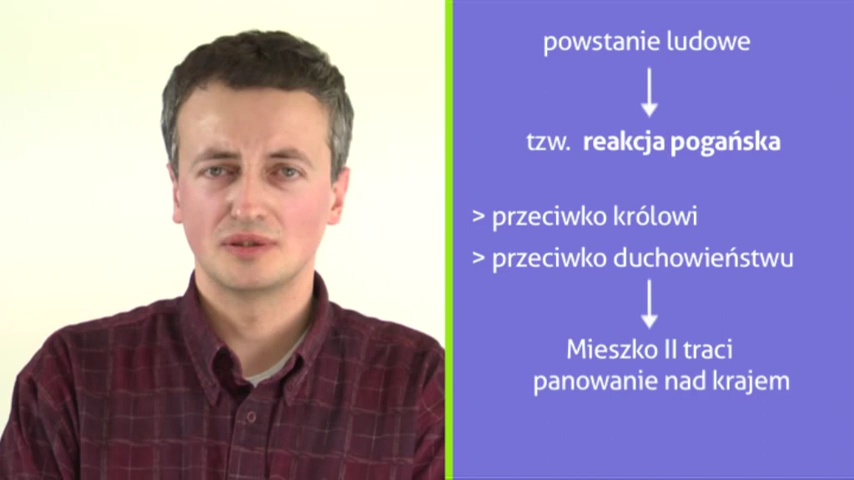 powstanie ludowe
tzw. reakcja pogańska
> przeciwko królowi
> przeciwko duchowieństwu
Mieszko II traci
panowanie nad krajem